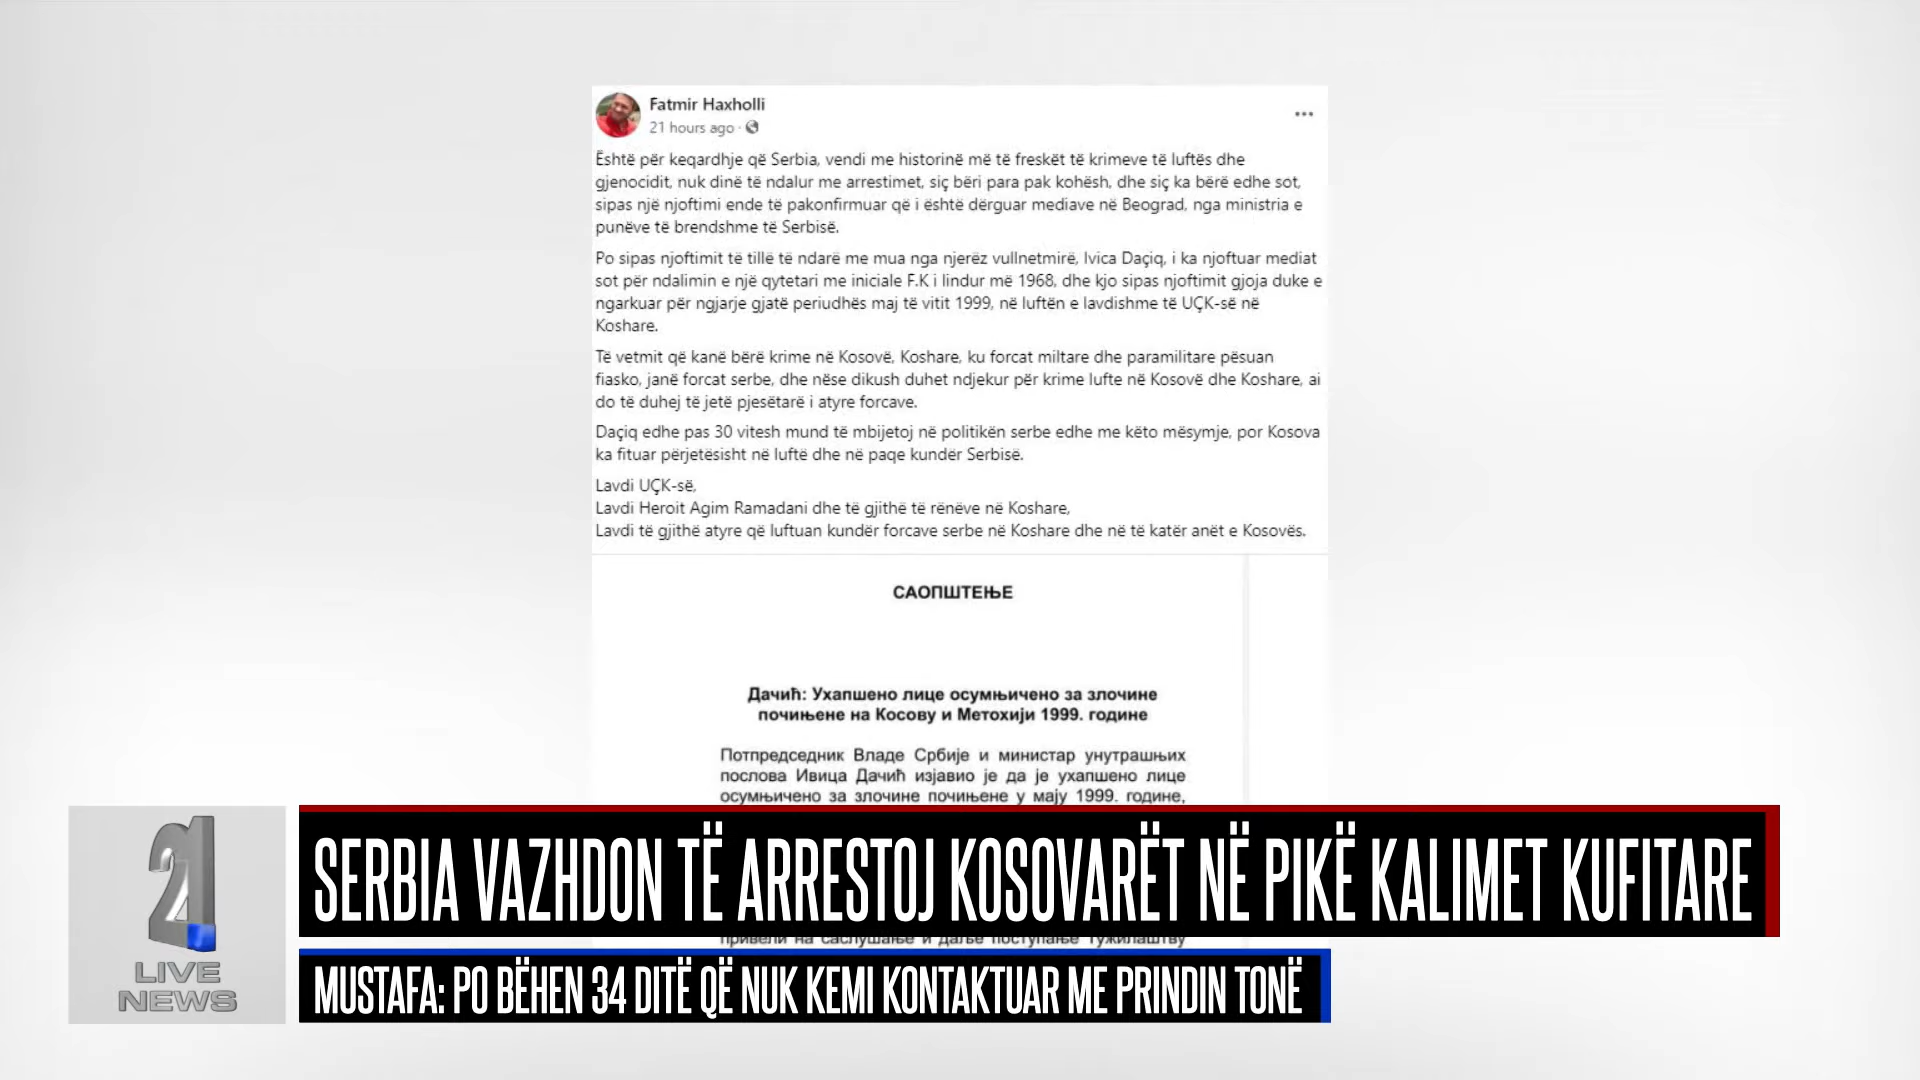 Fatmir Haxholli
21 hours ago ·
Është për keqardhje që Serbia, vendi me historinë më të freskët të krimeve të luftës dhe
gjenocidit, nuk dinë të ndalur me arrestimet, siç bëri para pak kohësh, dhe siç ka bërë edhe sot,
sipas një njoftimi ende të pakonfirmuar që i është dërguar mediave në Beograd, nga ministria e
punëve të brendshme të Serbisë.
Po sipas njoftimit të tillë të ndarë me mua nga njerëz vullnetmirë, Ivica Daçiq, i ka njoftuar mediat
sot për ndalimin e një qytetari me iniciale F.K i lindur më 1968, dhe kjo sipas njoftimit gjoja duke e
ngarkuar për ngjarje gjatë periudhës maj të vitit 1999, në luftën e lavdishme të UÇK-së në
Koshare.
Të vetmit që kanë bërë krime në Kosovë, Koshare, ku forcat miltare dhe paramilitare pësuan
fiasko, janë forcat serbe, dhe nëse dikush duhet ndjekur për krime lufte në Kosovë dhe Koshare, ai
do të duhej të jetë pjesëtarë i atyre forcave.
Daçiq edhe pas 30 vitesh mund të mbijetoj në politikën serbe edhe me këto mësymje, por Kosova
ka fituar përjetësisht në luftë dhe në paqe kundër Serbisë.
Lavdi UÇK-së,
Lavdi Heroit Agim Ramadani dhe të gjithë të rënëve në Koshare,
Lavdi të gjithë atyre që luftuan kundër forcave serbe në Koshare dhe në të katër anët e Kosovës.
САОПШТЕЊЕ
Дачић: Ухапшено лице осумњичено за злочине
почињене на Косову и Метохији 1999. године
Потпредседник Владе Србије и министар унутрашњих
послова Ивица Дачић изјавио је да је ухапшено лице
осумњичено за злочине почињене у мају 1999. године,
привели на саслушање и даље поступање тужилаштву
21
LIVE
NEWS
SERBIA VAZHDON TË ARRESTOJ KOSOVARËT NË PIKË KALIMET KUFITARE
MUSTAFA: PO BËHEN 34 DITË QË NUK KEMI KONTAKTUAR ME PRINDIN TONË